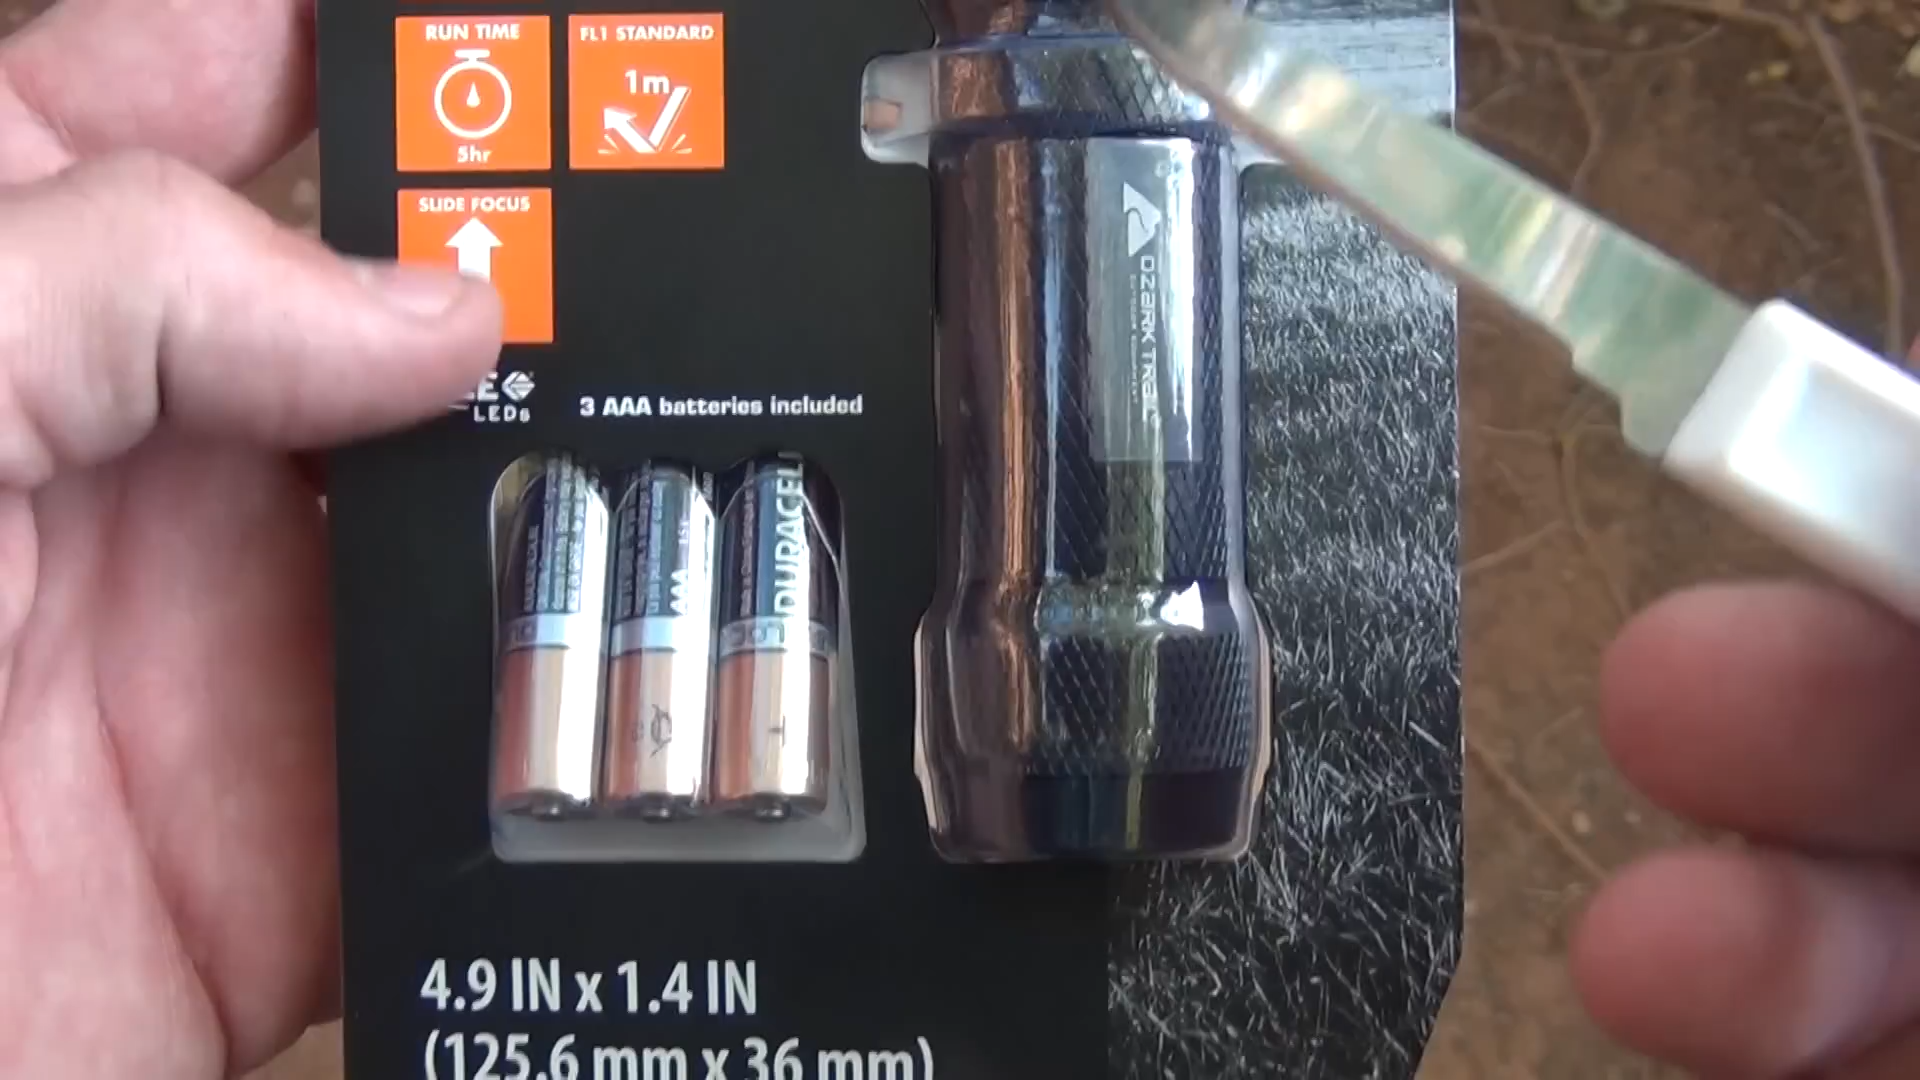 RUN TIME
5hr
FL1 STANDARD
1m
SLIDE FOCUS
LEDs
3 AAA batteries included
OZARK TRAIL
AAA
DURACELL
4.9 IN x 1.4 IN
(125.6 mm x 36 mm)